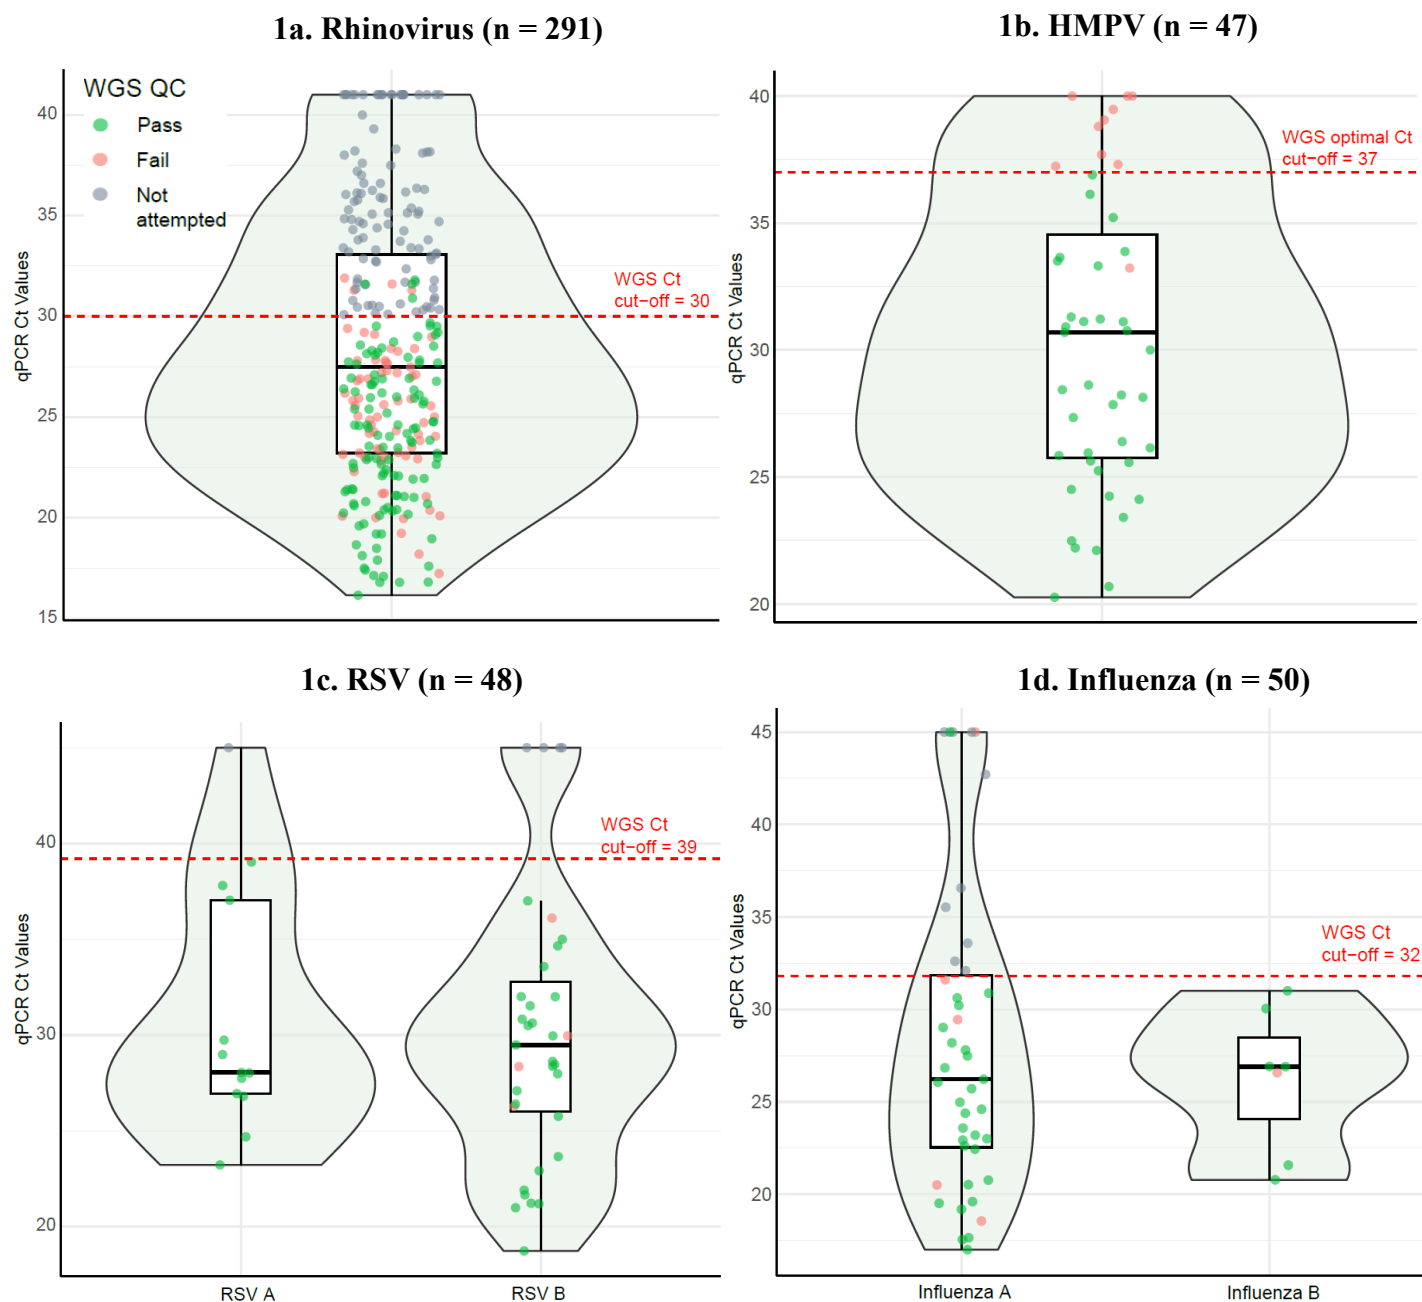 1a. Rhinovirus (n = 291)
WGS QC
Pass
Fail
Not
attempted
WGS Ct
cut-off = 30
qPCR Ct Values
40
35
30
25
20
15
1b. HMPV (n = 47)
WGS optimal Ct
cut-off = 37
qPCR Ct Values
40
35
30
25
20
1c. RSV (n = 48)
WGS Ct
cut-off = 39
qPCR Ct Values
40
30
20
RSV A
RSV B
1d. Influenza (n = 50)
WGS Ct
cut-off = 32
qPCR Ct Values
45
40
35
30
25
20
Influenza A
Influenza B